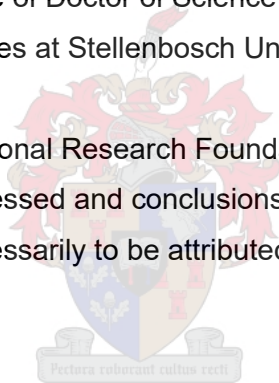 e of Doctor of Science
es at Stellenbosch Un
onal Research Found
essed and conclusions
essarily to be attributed
Pectora roborant cultus recti